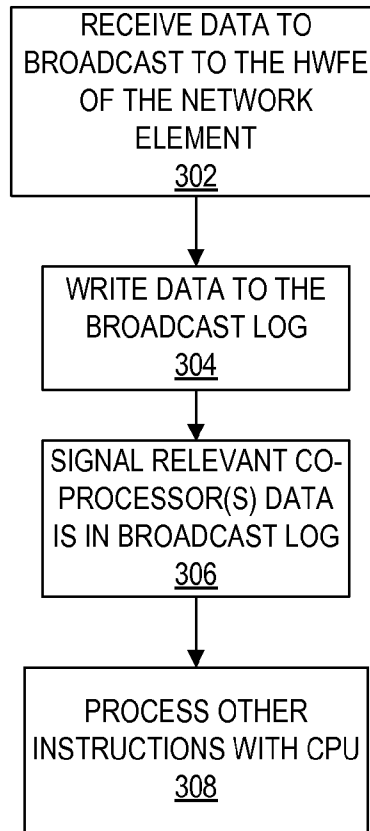 RECEIVE DATA TO
BROADCAST TO THE HWFE
OF THE NETWORK
ELEMENT
302
WRITE DATA TO THE
BROADCAST LOG
304
SIGNAL RELEVANT CO-
PROCESSOR(S) DATA
IS IN BROADCAST LOG
306
PROCESS OTHER
INSTRUCTIONS WITH CPU
308